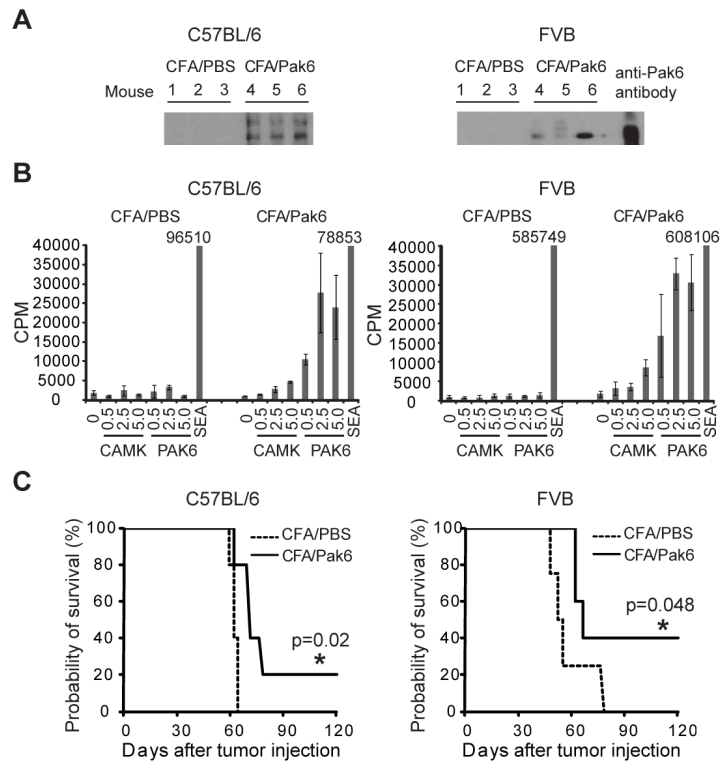 A
C57BL/6
FVB
CFA/PBS CFA/Pak6
CFA/PBS CFA/Pak6 anti-Pak6 antibody
Mouse 1 2 3 4 5 6
1 2 3 4 5 6
B
C57BL/6
FVB
CFA/PBS CFA/Pak6
CFA/PBS CFA/Pak6
96510 78853
585749 608106
CPM
40000
35000
30000
25000
20000
15000
10000
5000
0
0 0.5 2.5 5.0 0.5 2.5 5.0 SEA 0 0.5 2.5 5.0 0.5 2.5 5.0 SEA
CAMK PAK6 CAMK PAK6
CPM
40000
35000
30000
25000
20000
15000
10000
5000
0
0 0.5 2.5 5.0 0.5 2.5 5.0 SEA 0 0.5 2.5 5.0 0.5 2.5 5.0 SEA
CAMK PAK6 CAMK PAK6
C
C57BL/6
Probability of survival (%)
100
80
60
40
20
0
CFA/PBS
CFA/Pak6
p=0.02
*
0 30 60 90 120
Days after tumor injection
FVB
Probability of survival (%)
100
80
60
40
20
0
CFA/PBS
CFA/Pak6
p=0.048
*
0 30 60 90 120
Days after tumor injection